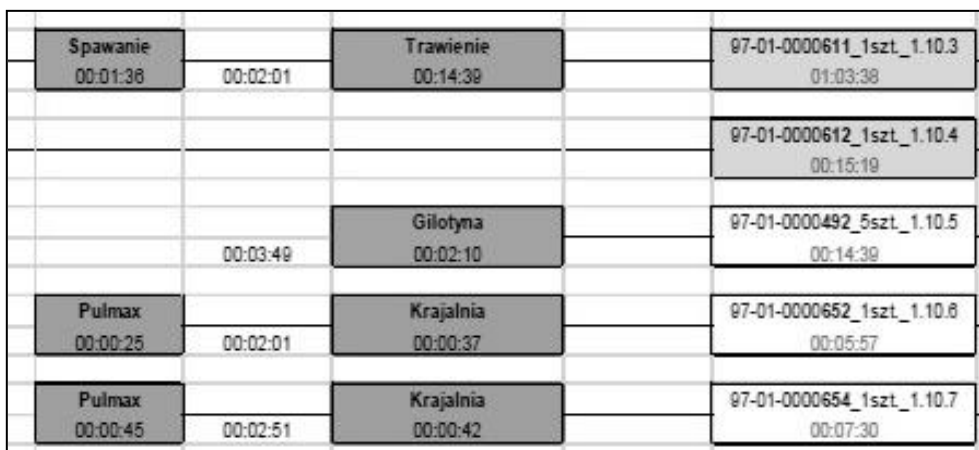 Spawanie Trawienie 97-01-0000611_1szt._1.10.3
00:01:36 00:02:01 00:14:39 01:03:38
97-01-0000612_1szt._1.10.4
00:15:19
Gilotyna 97-01-0000492_5szt._1.10.5
00:03:49 00:02:10 00:14:39
Pulmax Krajalnia 97-01-0000652_1szt._1.10.6
00:00:25 00:02:01 00:00:37 00:05:57
Pulmax Krajalnia 97-01-0000654_1szt._1.10.7
00:00:45 00:02:51 00:00:42 00:07:30